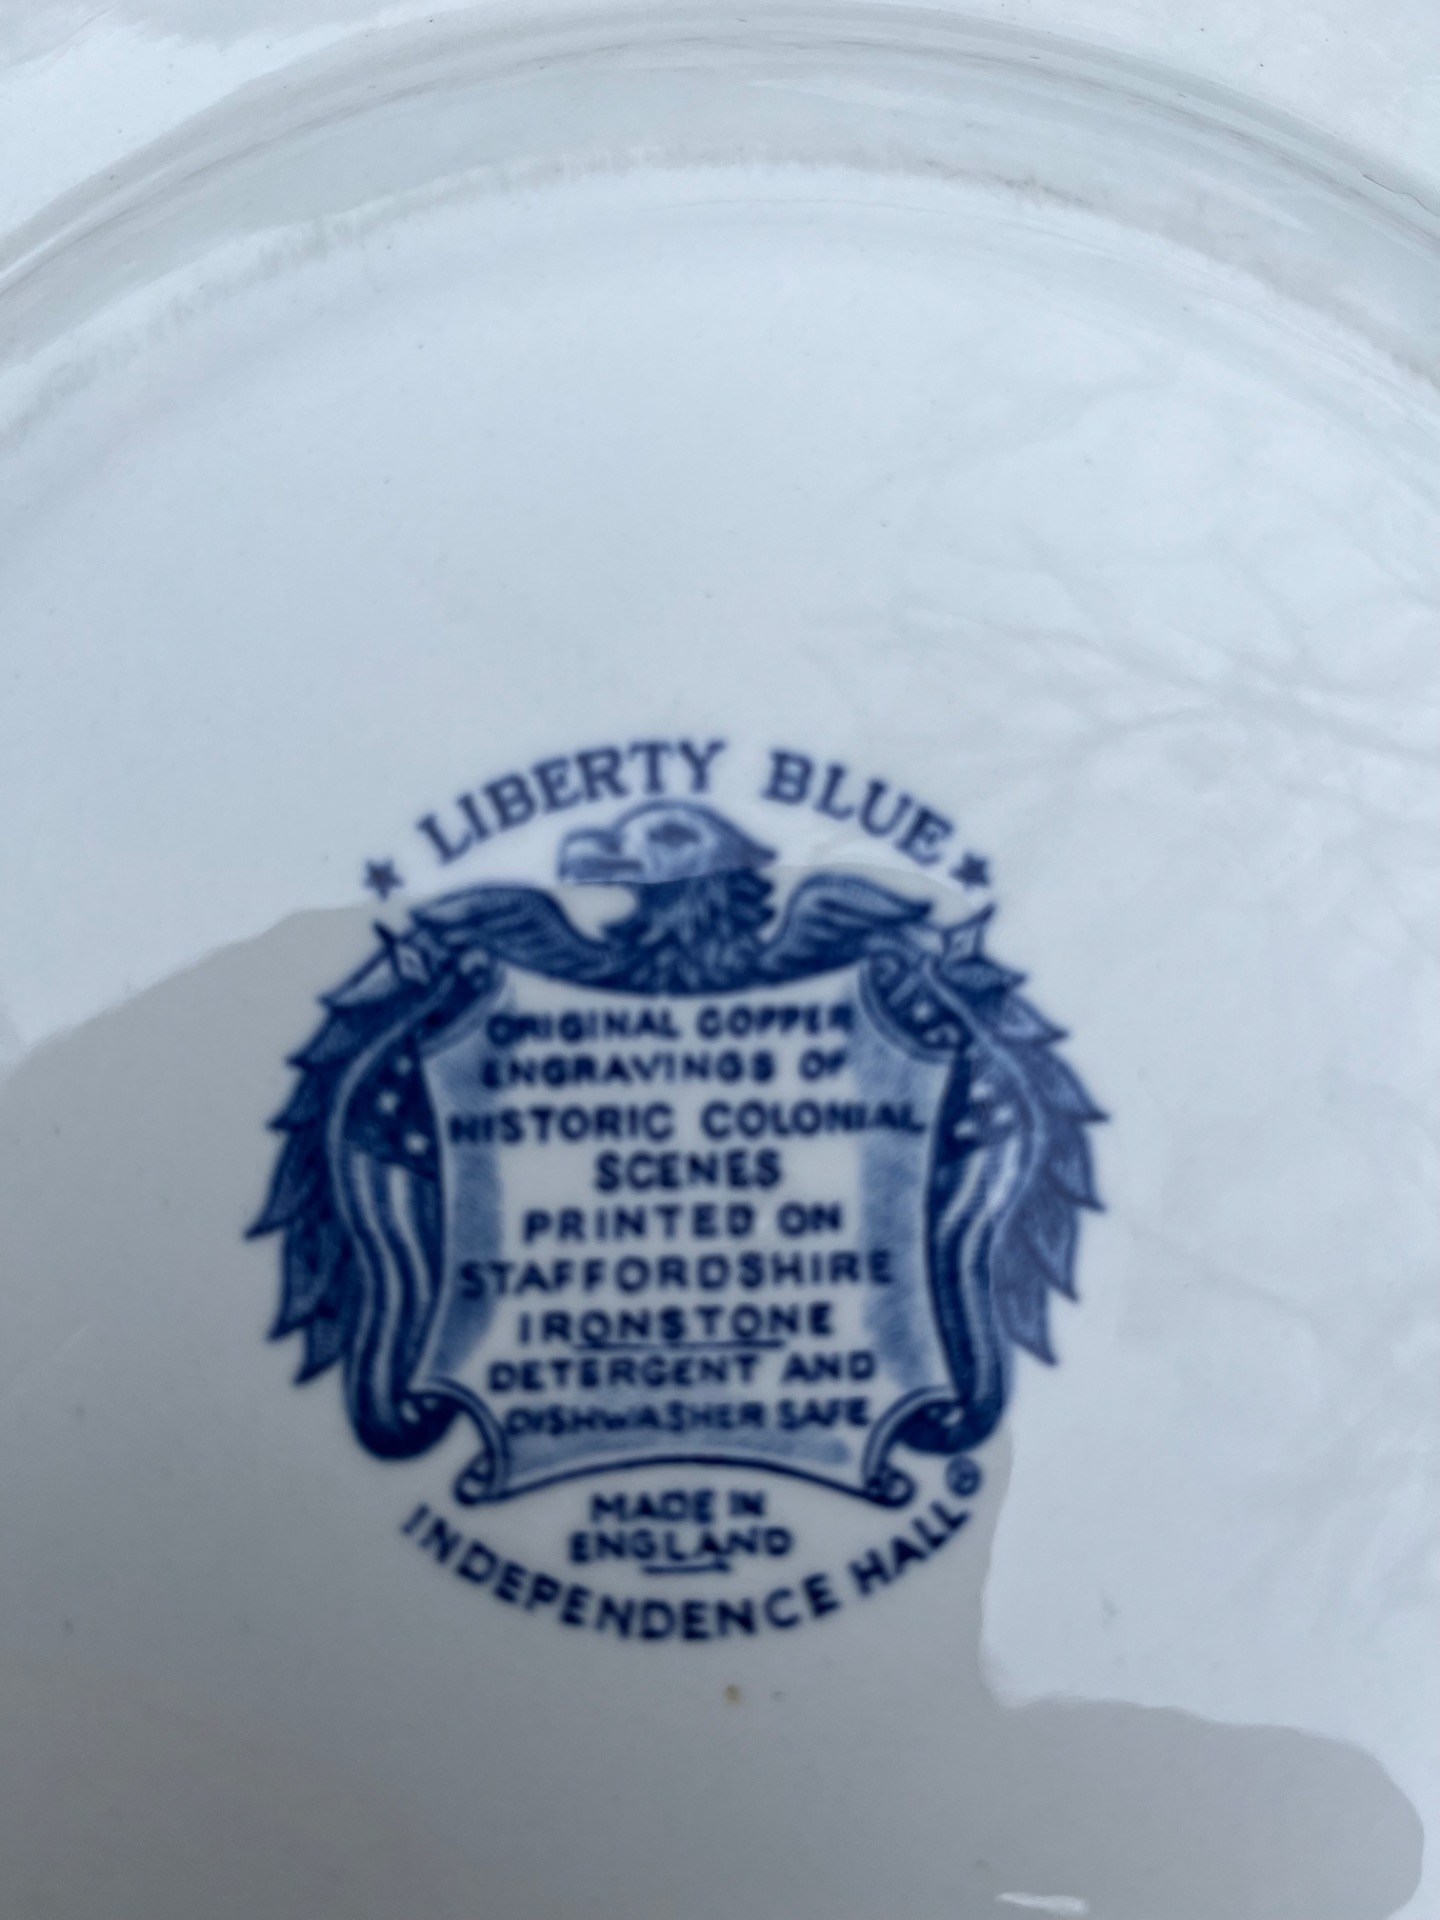 ★ LIBERTY BLUE ★
ORIGINAL COPPER
ENGRAVINGS OF
HISTORIC COLONIAL
SCENES
PRINTED ON
STAFFORDSHIRE
IRONSTONE
DETERGENT AND
DISHWASHER SAFE
MADE IN
ENGLAND
INDEPENDENCE HALL®